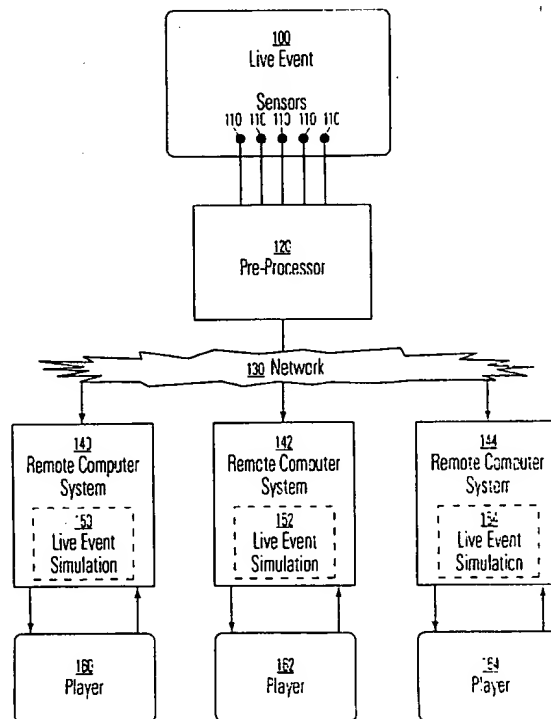 100
Live Event
Sensors
110 110 110 110 110
120
Pre-Processor
130 Network
140
Remote Computer
System
150
Live Event
Simulation
142
Remote Computer
System
152
Live Event
Simulation
144
Remote Computer
System
154
Live Event
Simulation
160
Player
162
Player
164
Player